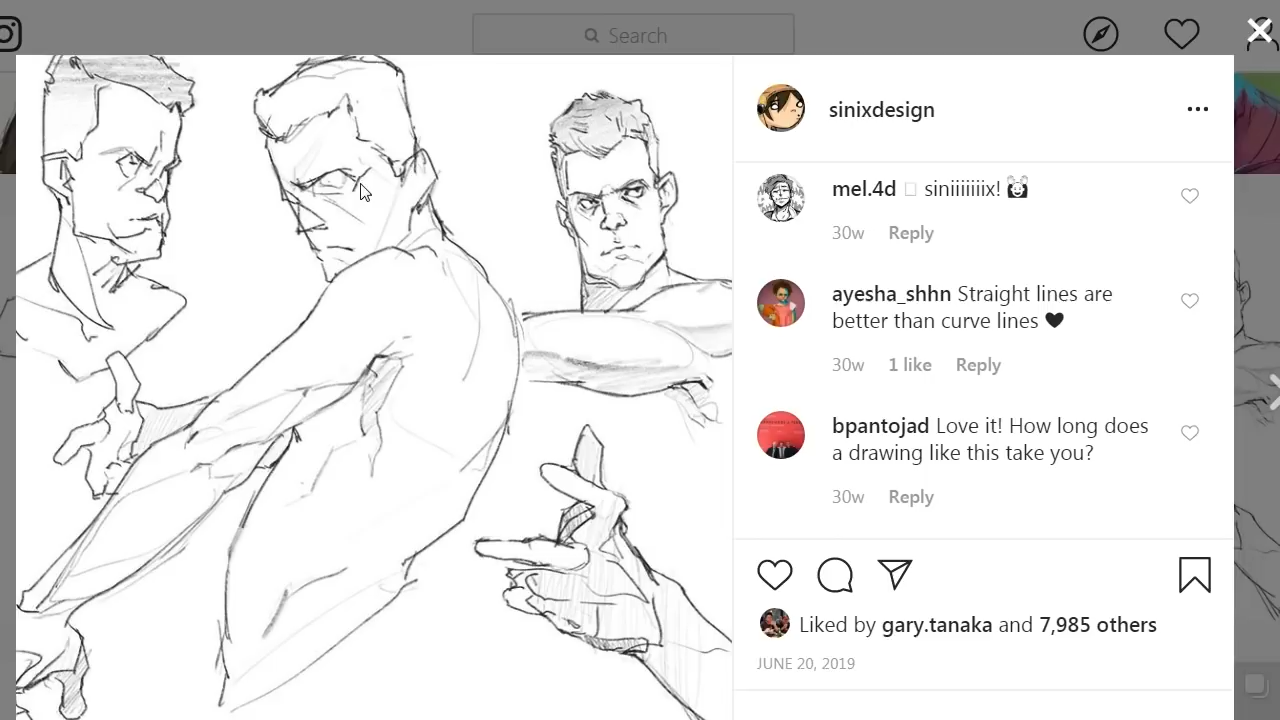 Search
sinixdesign
mel.4d siniiiiiiix!
30w Reply
ayesha_shhn Straight lines are
better than curve lines
30w 1 like Reply
bpantojad Love it! How long does
a drawing like this take you?
30w Reply
Liked by gary.tanaka and 7,985 others
JUNE 20, 2019